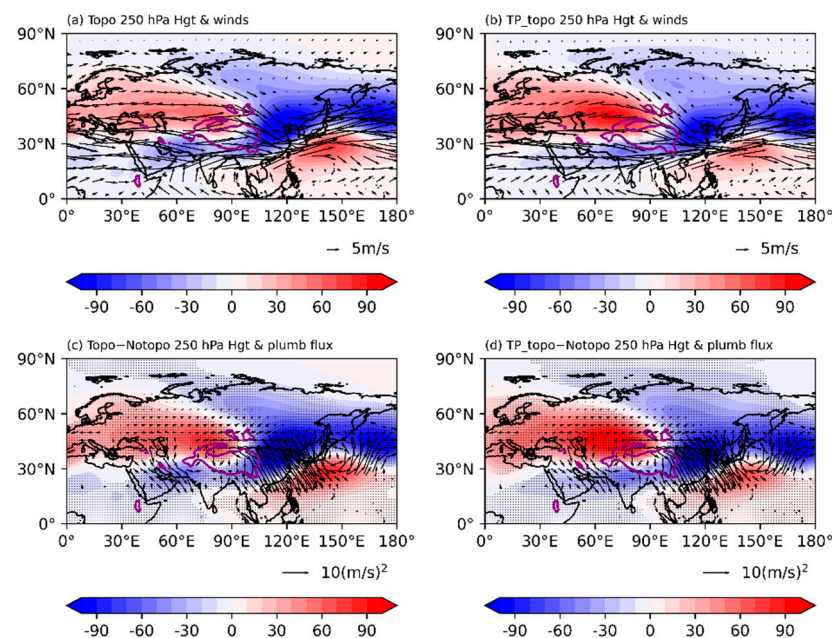 (a) Topo 250 hPa Hgt & winds
(b) TP_topo 250 hPa Hgt & winds
90°N
60°N
30°N
0°
0° 30°E 60°E 90°E 120°E 150°E 180°
90°N
60°N
30°N
0°
0° 30°E 60°E 90°E 120°E 150°E 180°
5m/s
5m/s
-90 -60 -30 0 30 60 90
-90 -60 -30 0 30 60 90
(c) Topo−Notopo 250 hPa Hgt & plumb flux
(d) TP_topo−Notopo 250 hPa Hgt & plumb flux
90°N
60°N
30°N
0°
0° 30°E 60°E 90°E 120°E 150°E 180°
90°N
60°N
30°N
0°
0° 30°E 60°E 90°E 120°E 150°E 180°
10(m/s)²
10(m/s)²
-90 -60 -30 0 30 60 90
-90 -60 -30 0 30 60 90